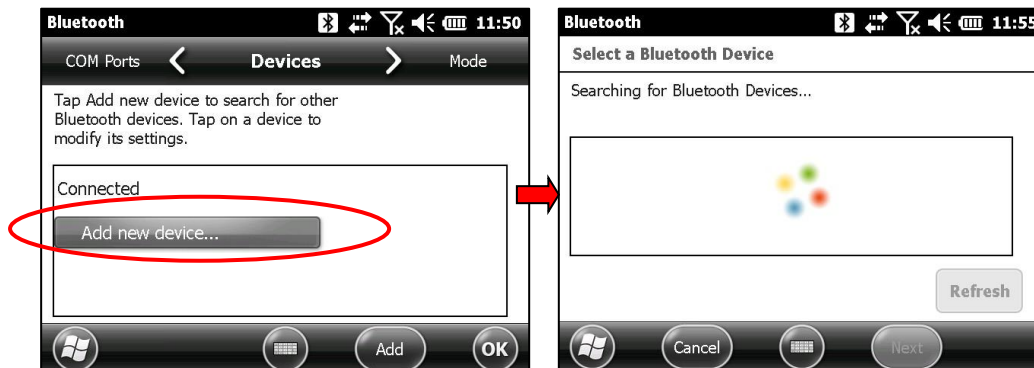 Bluetooth 11:50
COM Ports Devices Mode
Tap Add new device to search for other
Bluetooth devices. Tap on a device to
modify its settings.
Connected
Add new device...
Add OK
Bluetooth 11:55
Select a Bluetooth Device
Searching for Bluetooth Devices...
Refresh
Cancel Next